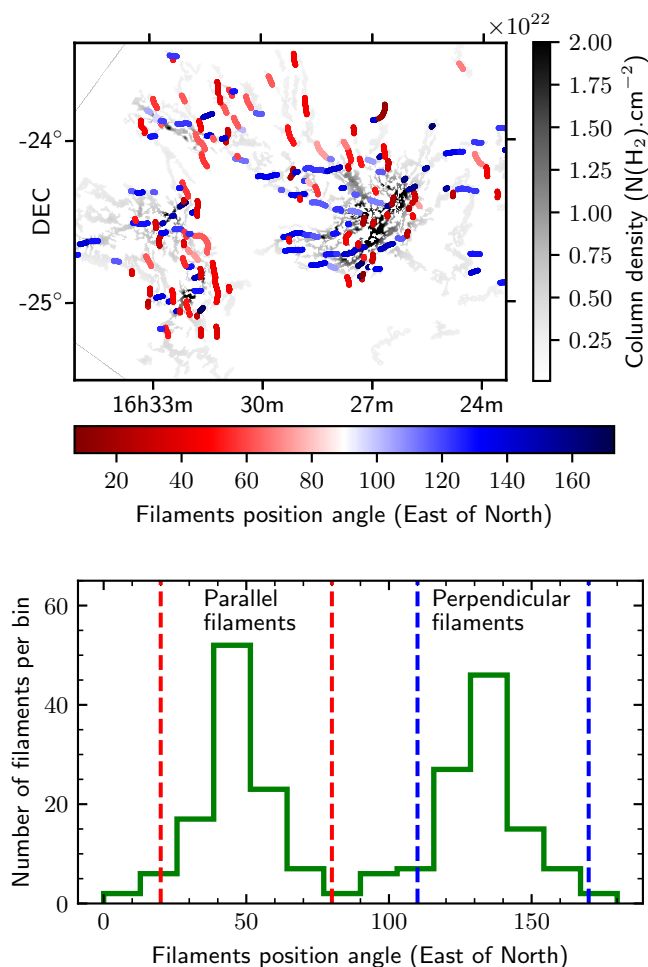 ×10²²
2.00
1.75
1.50
1.25
1.00
0.75
0.50
0.25
Column density (N(H₂).cm⁻²)
-24°
-25°
DEC
16h33m 30m 27m 24m
20 40 60 80 100 120 140 160
Filaments position angle (East of North)
Parallel
filaments
Perpendicular
filaments
60
40
20
0
Number of filaments per bin
0 50 100 150
Filaments position angle (East of North)